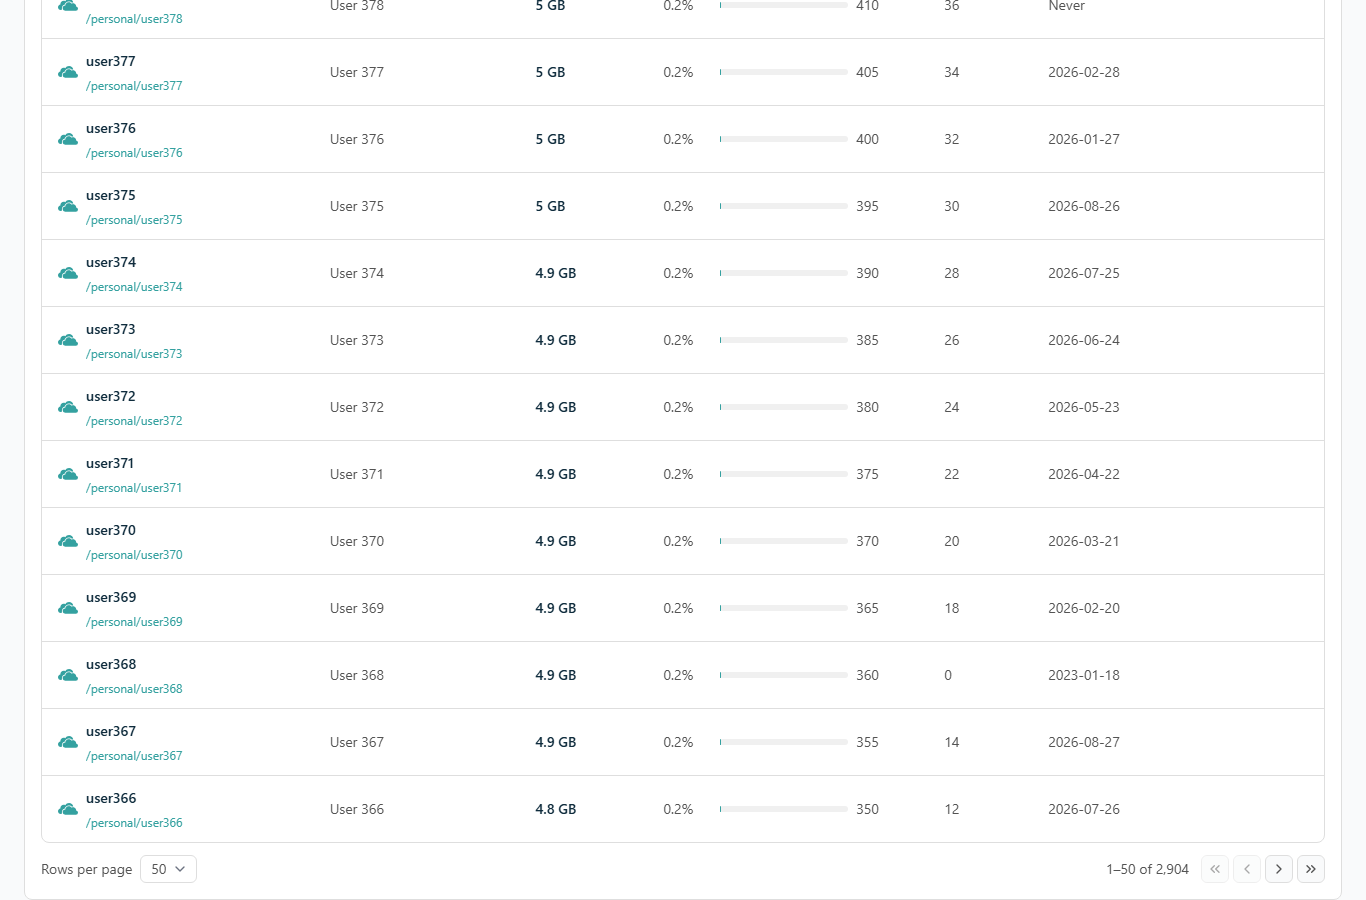 User 378 5 GB 0.2% 410 36 Never
/personal/user378
user377
User 377 5 GB 0.2% 405 34 2026-02-28
/personal/user377
user376
User 376 5 GB 0.2% 400 32 2026-01-27
/personal/user376
user375
User 375 5 GB 0.2% 395 30 2026-08-26
/personal/user375
user374
User 374 4.9 GB 0.2% 390 28 2026-07-25
/personal/user374
user373
User 373 4.9 GB 0.2% 385 26 2026-06-24
/personal/user373
user372
User 372 4.9 GB 0.2% 380 24 2026-05-23
/personal/user372
user371
User 371 4.9 GB 0.2% 375 22 2026-04-22
/personal/user371
user370
User 370 4.9 GB 0.2% 370 20 2026-03-21
/personal/user370
user369
User 369 4.9 GB 0.2% 365 18 2026-02-20
/personal/user369
user368
User 368 4.9 GB 0.2% 360 0 2023-01-18
/personal/user368
user367
User 367 4.9 GB 0.2% 355 14 2026-08-27
/personal/user367
user366
User 366 4.8 GB 0.2% 350 12 2026-07-26
/personal/user366
Rows per page 50 1–50 of 2,904